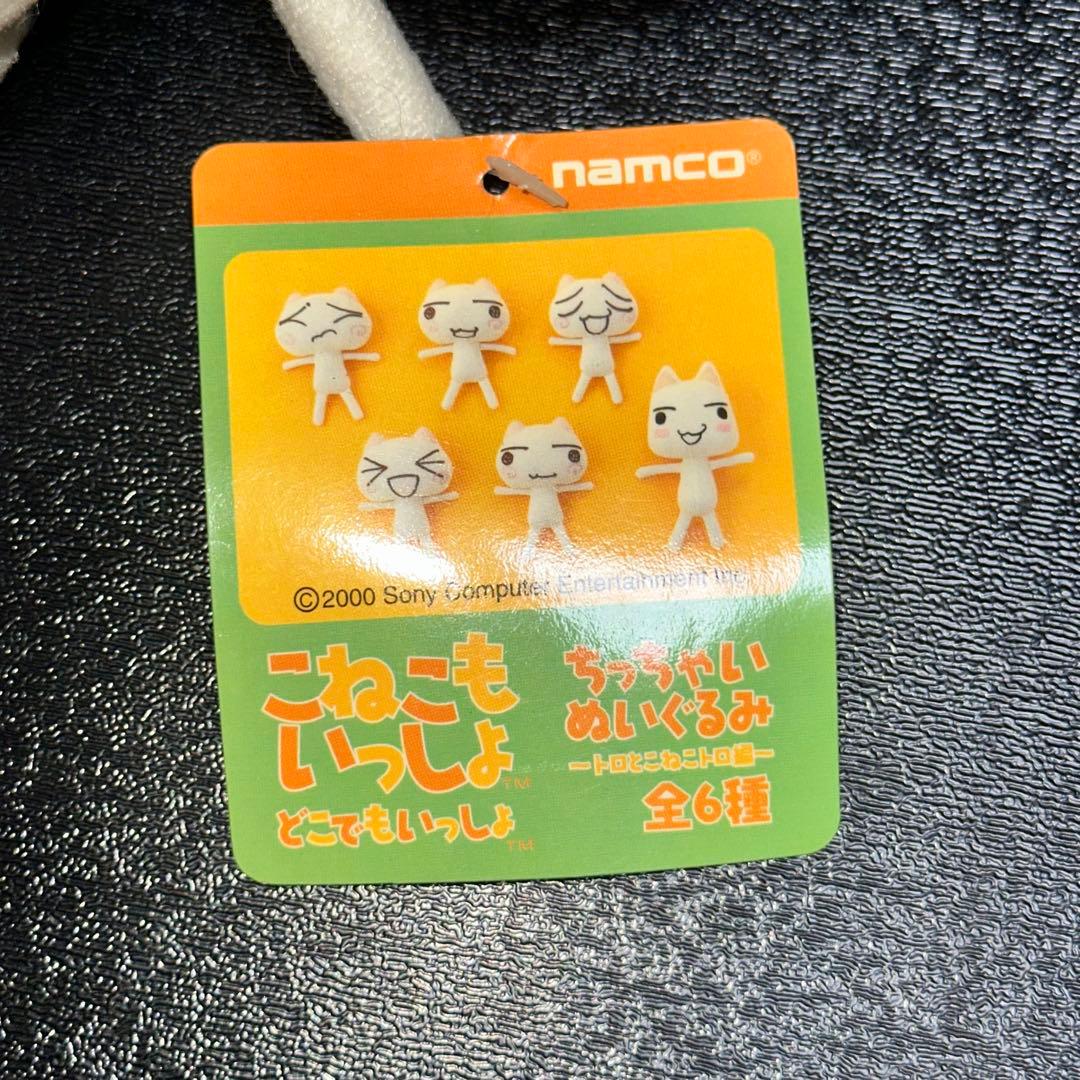 namco®
©2000 Sony Computer Entertainment Inc.
こねこも
いっしょ™
どこでもいっしょ™
ちっちゃい
ぬいぐるみ
～トロとこねこトロ編～
全6種